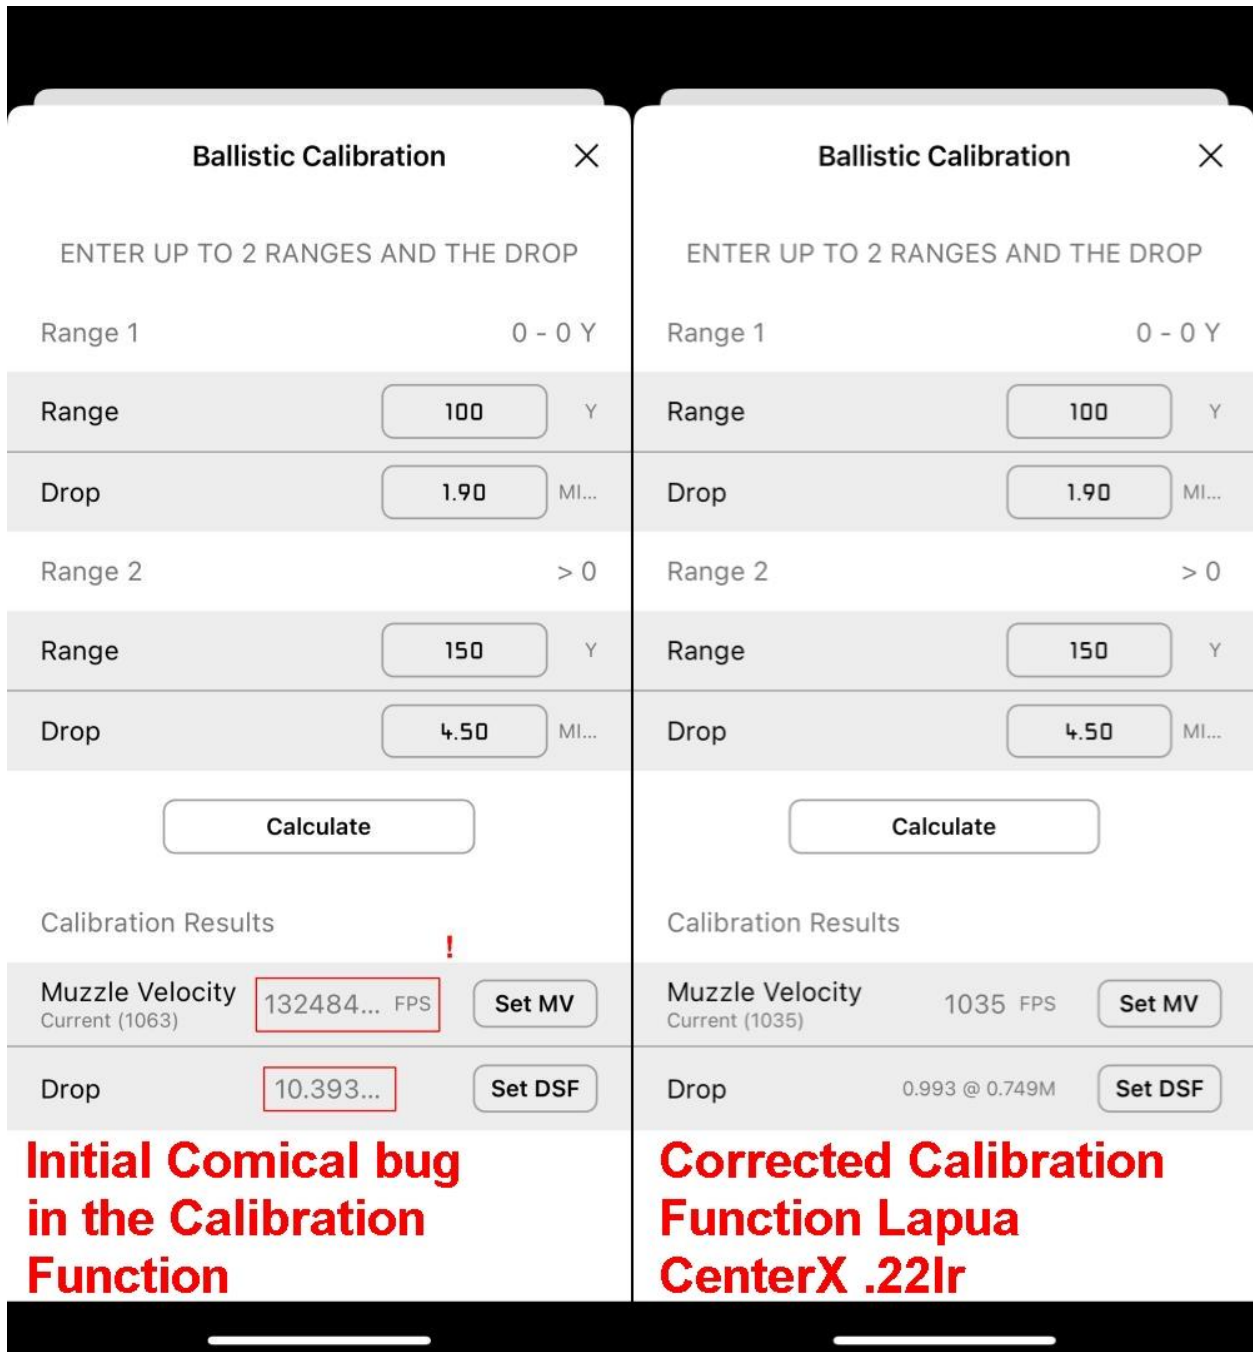 Ballistic Calibration
ENTER UP TO 2 RANGES AND THE DROP
Range 1 0 - 0 Y
Range 100 Y
Drop 1.90 MI...
Range 2 > 0
Range 150 Y
Drop 4.50 MI...
Calculate
Calibration Results
!
Muzzle Velocity 132484... FPS Set MV
Current (1063)
Drop 10.393... Set DSF
Initial Comical bug
in the Calibration
Function
Ballistic Calibration
ENTER UP TO 2 RANGES AND THE DROP
Range 1 0 - 0 Y
Range 100 Y
Drop 1.90 MI...
Range 2 > 0
Range 150 Y
Drop 4.50 MI...
Calculate
Calibration Results
Muzzle Velocity 1035 FPS Set MV
Current (1035)
Drop 0.993 @ 0.749M Set DSF
Corrected Calibration
Function Lapua
CenterX .22lr